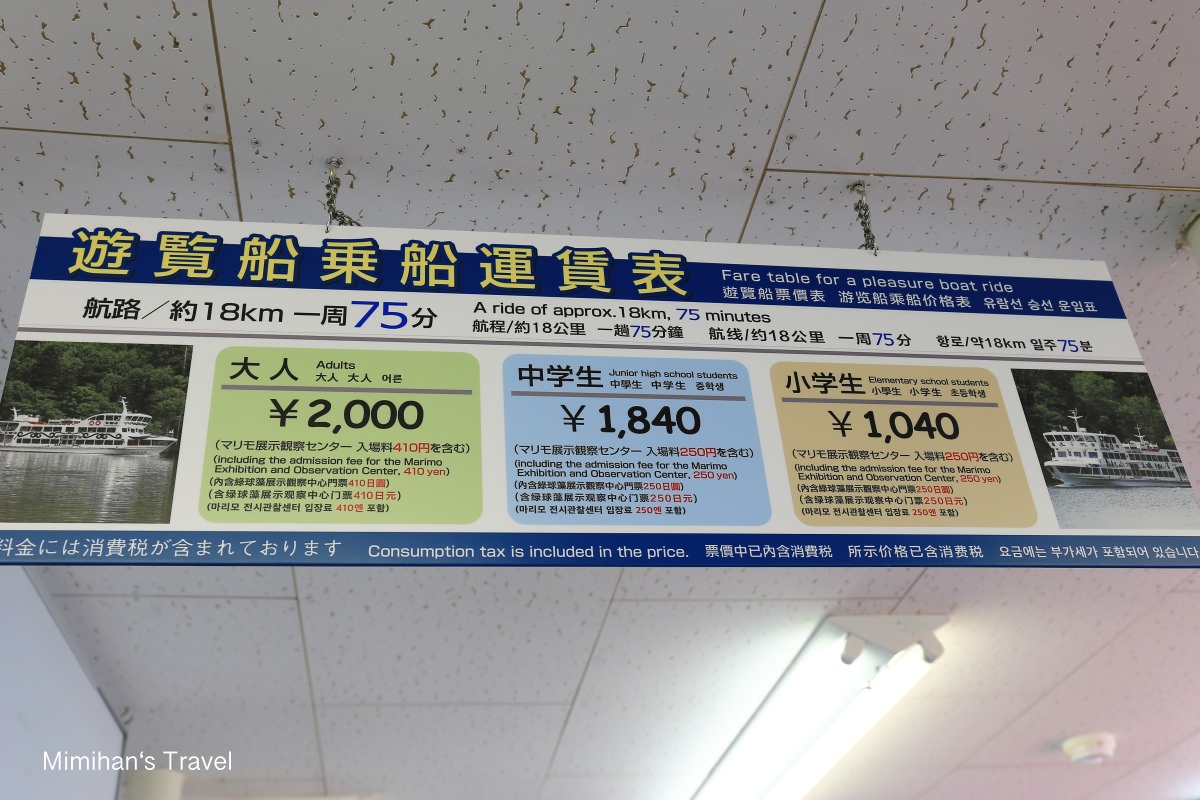 遊覧船乗船運賃表
Fare table for a pleasure boat ride
遊覽船票價表 游览船乘船价格表 유람선 승선 운임표
航路／約18km 一周75分
A ride of approx.18km, 75 minutes
航程/約18公里 一趟75分鐘 航线/约18公里 一周75分 항로/약18km 일주75분
大人 Adults
大人 大人 어른
￥2,000
(マリモ展示観察センター 入場料410円を含む)
(including the admission fee for the Marimo
Exhibition and Observation Center, 410 yen)
(內含綠球藻展示觀察中心門票410日圓)
(含绿球藻展示观察中心门票410日元)
(마리모 전시관찰센터 입장료 410엔 포함)
中学生 Junior high school students
中學生 中学生 중학생
￥1,840
(マリモ展示観察センター 入場料250円を含む)
(including the admission fee for the Marimo
Exhibition and Observation Center, 250 yen)
(內含綠球藻展示觀察中心門票250日圓)
(含绿球藻展示观察中心门票250日元)
(마리모 전시관찰센터 입장료 250엔 포함)
小学生 Elementary school students
小學生 小学生 초등학생
￥1,040
(マリモ展示観察センター 入場料250円を含む)
(including the admission fee for the Marimo
Exhibition and Observation Center, 250 yen)
(內含綠球藻展示觀察中心門票250日圓)
(含绿球藻展示观察中心门票250日元)
(마리모 전시관찰센터 입장료 250엔 포함)
料金には消費税が含まれております Consumption tax is included in the price. 票價中已內含消費稅 所示价格已含消费税 요금에는 부가세가 포함되어 있습니다
Mimihan's Travel